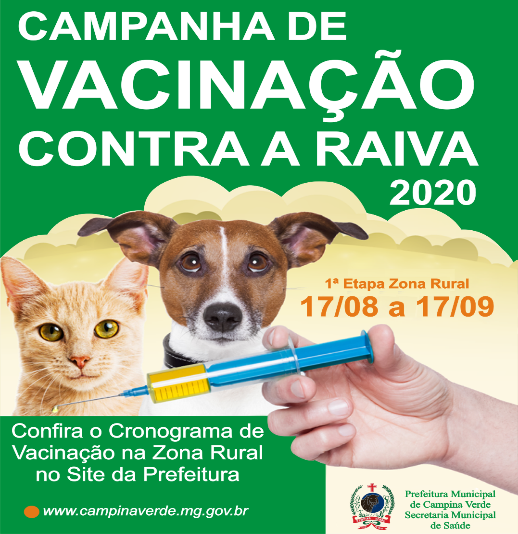 CAMPANHA DE
VACINAÇÃO
CONTRA A RAIVA
2020
1ª Etapa Zona Rural
17/08 a 17/09
Confira o Cronograma de
Vacinação na Zona Rural
no Site da Prefeitura
www.campinaverde.mg.gov.br
Prefeitura Municipal
de Campina Verde
Secretaria Municipal
de Saúde